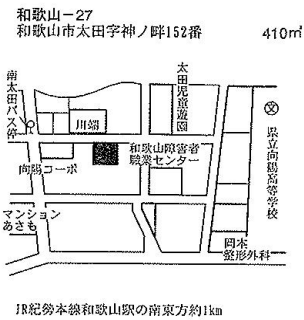 和歌山－27
和歌山市太田字神ノ畔152番
410㎡
南太田バス停
川端
太田児童遊園
文
県立向陽高等学校
向陽コーポ
和歌山障害者
職業センター
マンション
あさも
岡本
整形外科
JR紀勢本線和歌山駅の南東方約1km